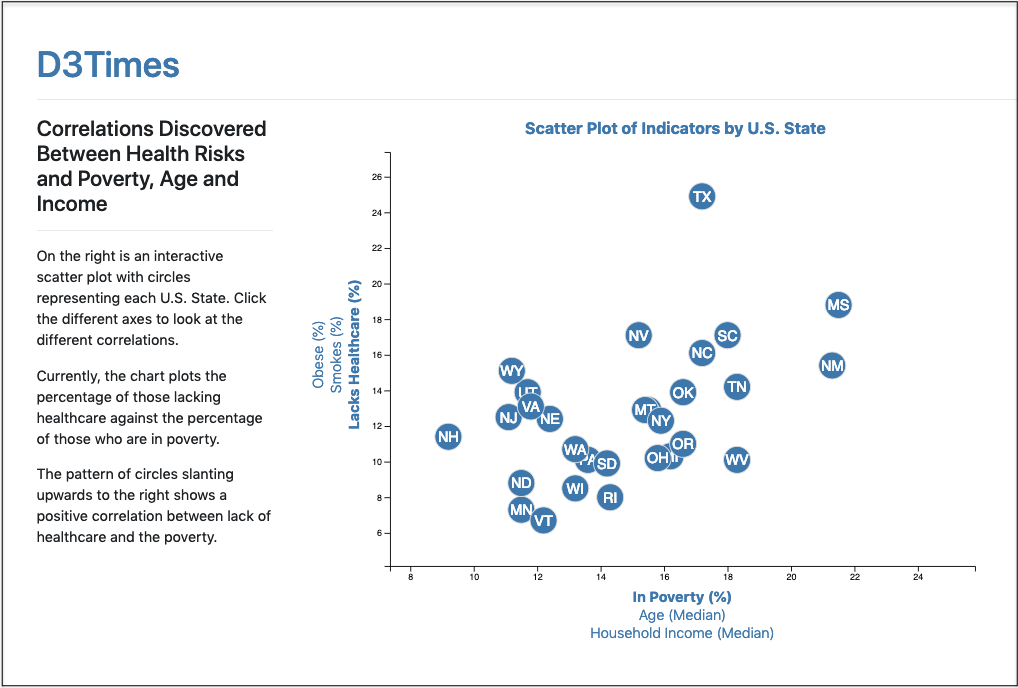 D3Times
Correlations Discovered
Between Health Risks
and Poverty, Age and
Income
On the right is an interactive
scatter plot with circles
representing each U.S. State. Click
the different axes to look at the
different correlations.
Currently, the chart plots the
percentage of those lacking
healthcare against the percentage
of those who are in poverty.
The pattern of circles slanting
upwards to the right shows a
positive correlation between lack of
healthcare and the poverty.
Scatter Plot of Indicators by U.S. State
Obese (%)
Smokes (%)
Lacks Healthcare (%)
26
24
22
20
18
16
14
12
10
8
6
TX
MS
NV
SC
NC
NM
WY
TN
UT
OK
VA
MT
NJ
NE
NY
NH
OR
WA
PA
SD
OH
WV
ND
WI
RI
MN
VT
8
10
12
14
16
18
20
22
24
In Poverty (%)
Age (Median)
Household Income (Median)